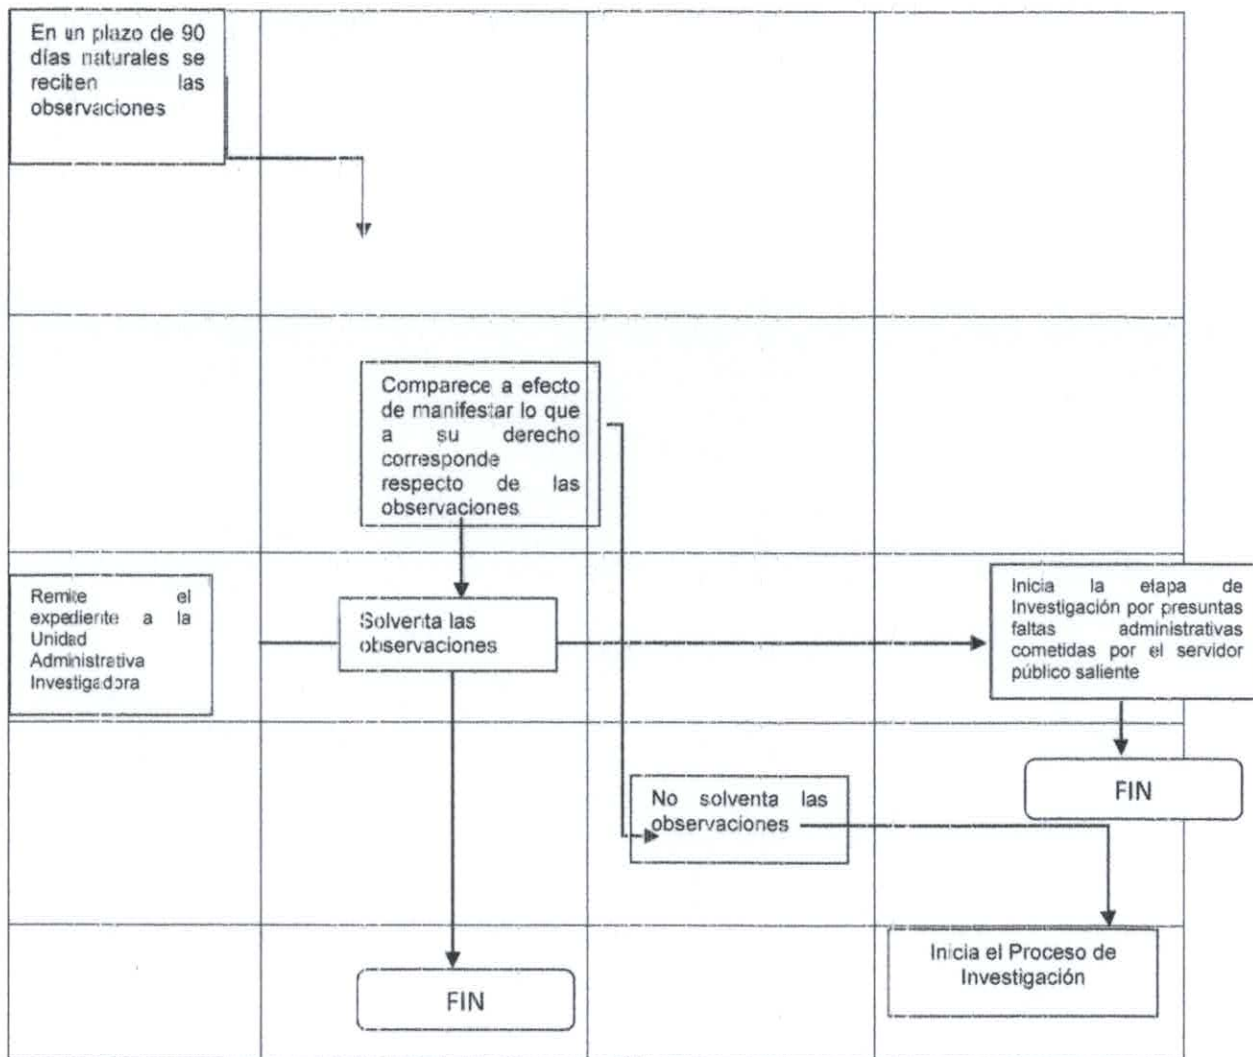 En un plazo de 90
días naturales se
reciben las
observaciones
Comparece a efecto
de manifestar lo que
a su derecho
corresponde
respecto de las
observaciones
Remite el
expediente a la
Unidad
Administrativa
Investigadora
Solventa las
observaciones
Inicia la etapa de
Investigación por presuntas
faltas administrativas
cometidas por el servidor
público saliente
FIN
No solventa las
observaciones
Inicia el Proceso de
Investigación
FIN